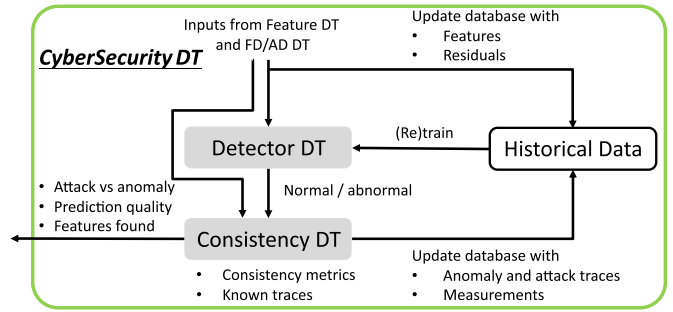 Inputs from Feature DT
and FD/AD DT
Update database with
• Features
• Residuals
CyberSecurity DT
(Re)train
Detector DT
Historical Data
Normal / abnormal
• Attack vs anomaly
• Prediction quality
• Features found
Consistency DT
• Consistency metrics
• Known traces
Update database with
• Anomaly and attack traces
• Measurements